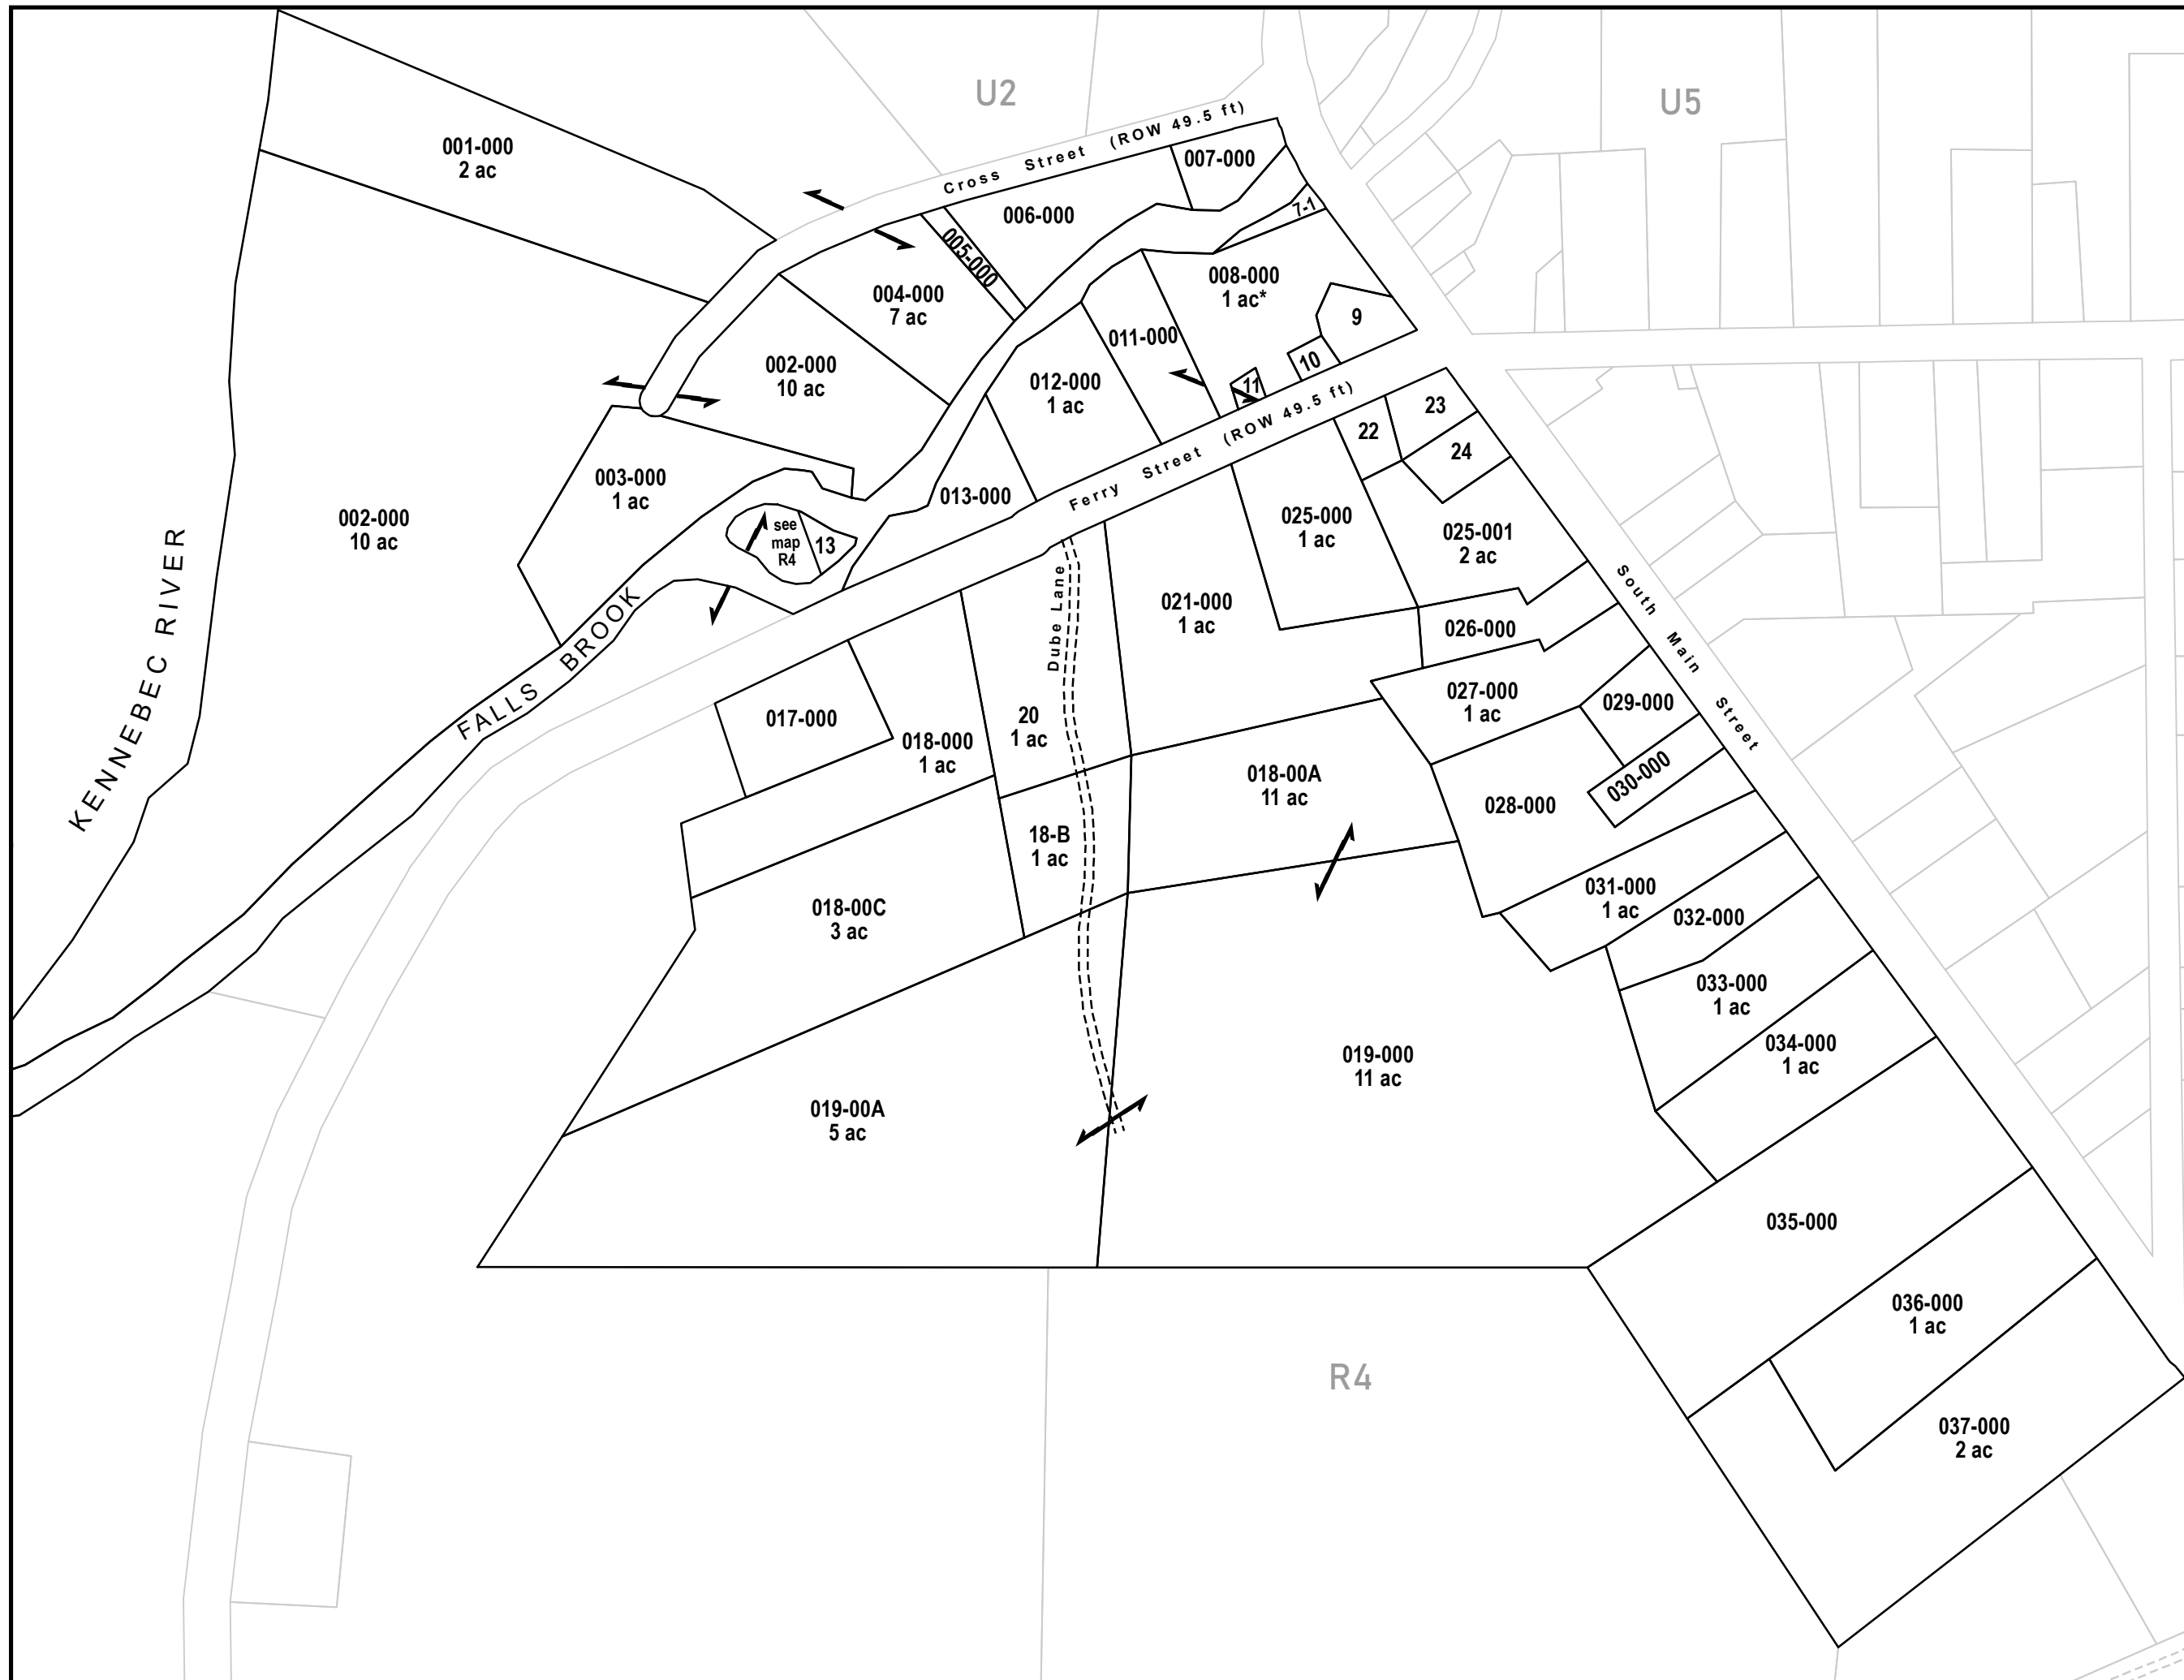 U2
U5
001-000
2 ac
Cross Street (ROW 49.5 ft)
007-000
006-000
7-1
005-000
004-000
7 ac
008-000
1 ac*
9
002-000
10 ac
011-000
10
11
012-000
1 ac
Ferry Street (ROW 49.5 ft)
23
22
24
003-000
1 ac
013-000
002-000
10 ac
see
map
R4
13
025-000
1 ac
025-001
2 ac
KENNEBEC RIVER
FALLS BROOK
Dube Lane
021-000
1 ac
026-000
South Main Street
027-000
1 ac
029-000
017-000
018-000
1 ac
20
1 ac
018-00A
11 ac
030-000
028-000
18-B
1 ac
031-000
1 ac
018-00C
3 ac
032-000
033-000
1 ac
034-000
1 ac
019-000
11 ac
019-00A
5 ac
035-000
036-000
1 ac
R4
037-000
2 ac